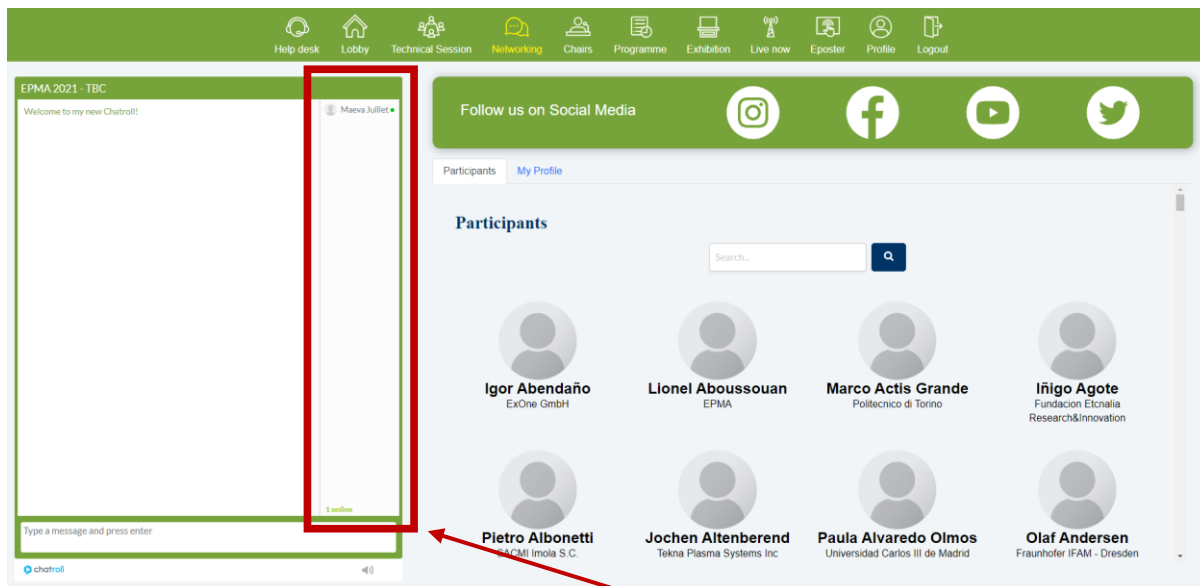 Help desk
Lobby
Technical Session
Networking
Chairs
Programme
Exhibition
Live now
Eposter
Profile
Logout
EPMA 2021 - TBC
Welcome to my new Chatroll!
Maeva Juillet
1 online
Type a message and press enter
chatroll
Follow us on Social Media
Participants
My Profile
Participants
Search..
Igor Abendaño
ExOne GmbH
Lionel Aboussouan
EPMA
Marco Actis Grande
Politecnico di Torino
Iñigo Agote
Fundacion Etcnalia
Research&Innovation
Pietro Albonetti
SACMI Imola S.C.
Jochen Altenberend
Tekna Plasma Systems Inc
Paula Alvaredo Olmos
Universidad Carlos III de Madrid
Olaf Andersen
Fraunhofer IFAM - Dresden